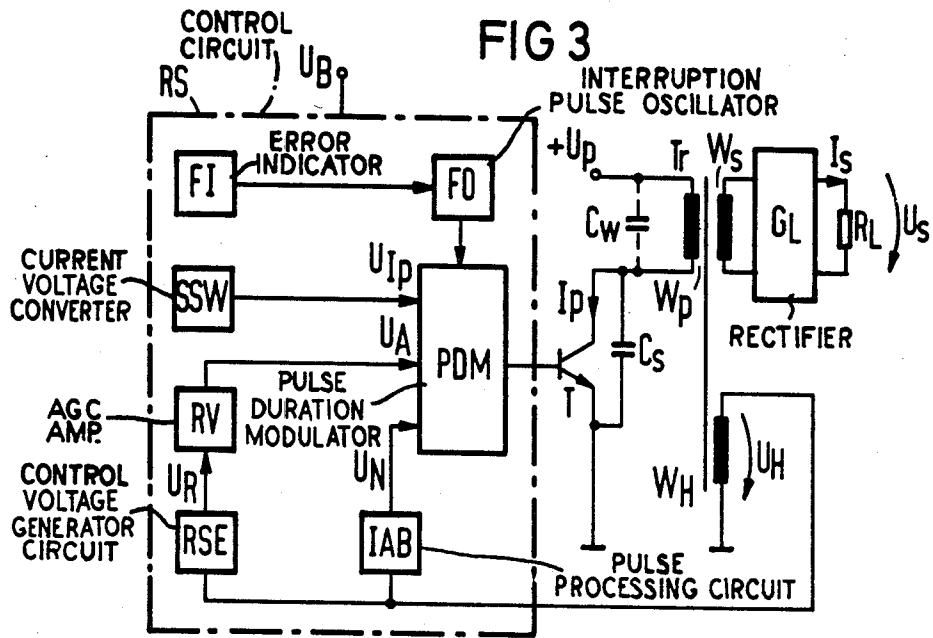 FIG 3
CONTROL
CIRCUIT
RS
UB
INTERRUPTION
PULSE OSCILLATOR
ERROR
INDICATOR
FI
FO
+Up
Tr
Ws
Is
GL
RL
Us
Cw
CURRENT
VOLTAGE
CONVERTER
SSW
UIp
Ip
Wp
RECTIFIER
UA
PDM
Cs
T
PULSE
DURATION
MODULATOR
AGC
AMP.
RV
UR
UN
WH
UH
CONTROL
VOLTAGE
GENERATOR
CIRCUIT
RSE
IAB
PULSE
PROCESSING CIRCUIT